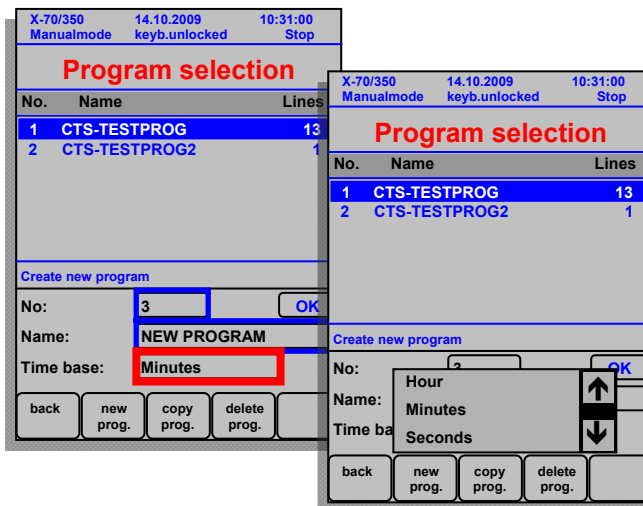 X-70/350 14.10.2009 10:31:00
Manualmode keyb.unlocked Stop
Program selection
No. Name Lines
1 CTS-TESTPROG 13
2 CTS-TESTPROG2 1
Create new program
No: 3 OK
Name: NEW PROGRAM
Time base: Minutes
back new prog. copy prog. delete prog.
X-70/350 14.10.2009 10:31:00
Manualmode keyb.unlocked Stop
Program selection
No. Name Lines
1 CTS-TESTPROG 13
2 CTS-TESTPROG2 1
Create new program
No: OK
Hour
Name:
Minutes
Time ba
Seconds
back new prog. copy prog. delete prog.